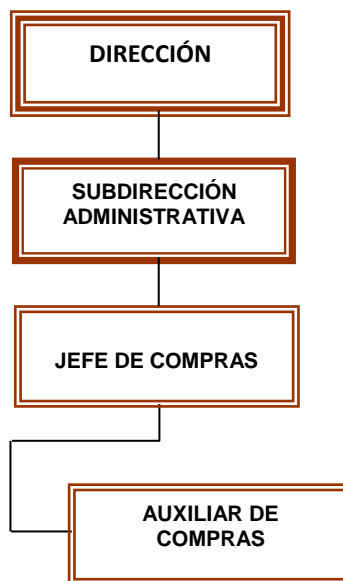 DIRECCIÓN
SUBDIRECCIÓN
ADMINISTRATIVA
JEFE DE COMPRAS
AUXILIAR DE
COMPRAS